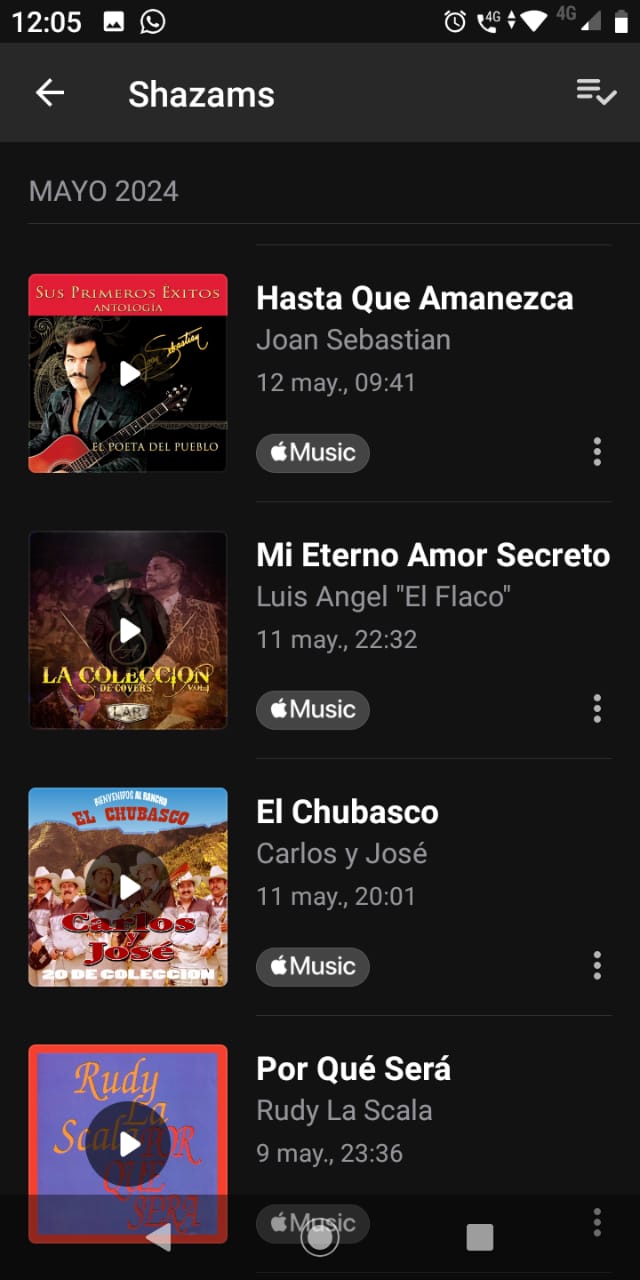 12:05
4G
4G
Shazams
MAYO 2024
SUS PRIMEROS EXITOS
ANTOLOGÍA
Joan Sebastian
EL POETA DEL PUEBLO
Hasta Que Amanezca
Joan Sebastian
12 may., 09:41
Music
LA COLECCION
DE COVERS VOL.1
LAR
Mi Eterno Amor Secreto
Luis Angel "El Flaco"
11 may., 22:32
Music
BIENVENIDOS AL RANCHO
EL CHUBASCO
Carlos
y
José
20 DE COLECCION
El Chubasco
Carlos y José
11 may., 20:01
Music
Rudy
La
Scala
POR
QUE
SERA
Por Qué Será
Rudy La Scala
9 may., 23:36
Music